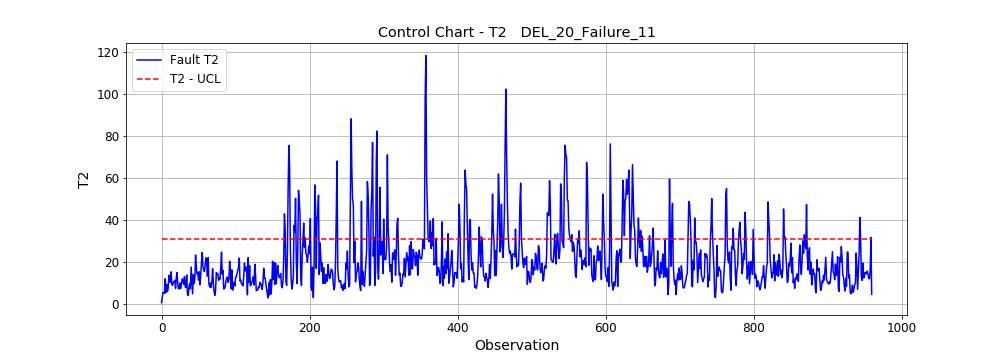 Control Chart - T2   DEL_20_Failure_11
Fault T2
T2 - UCL
120
100
80
60
40
20
0
T2
0 200 400 600 800 1000
Observation